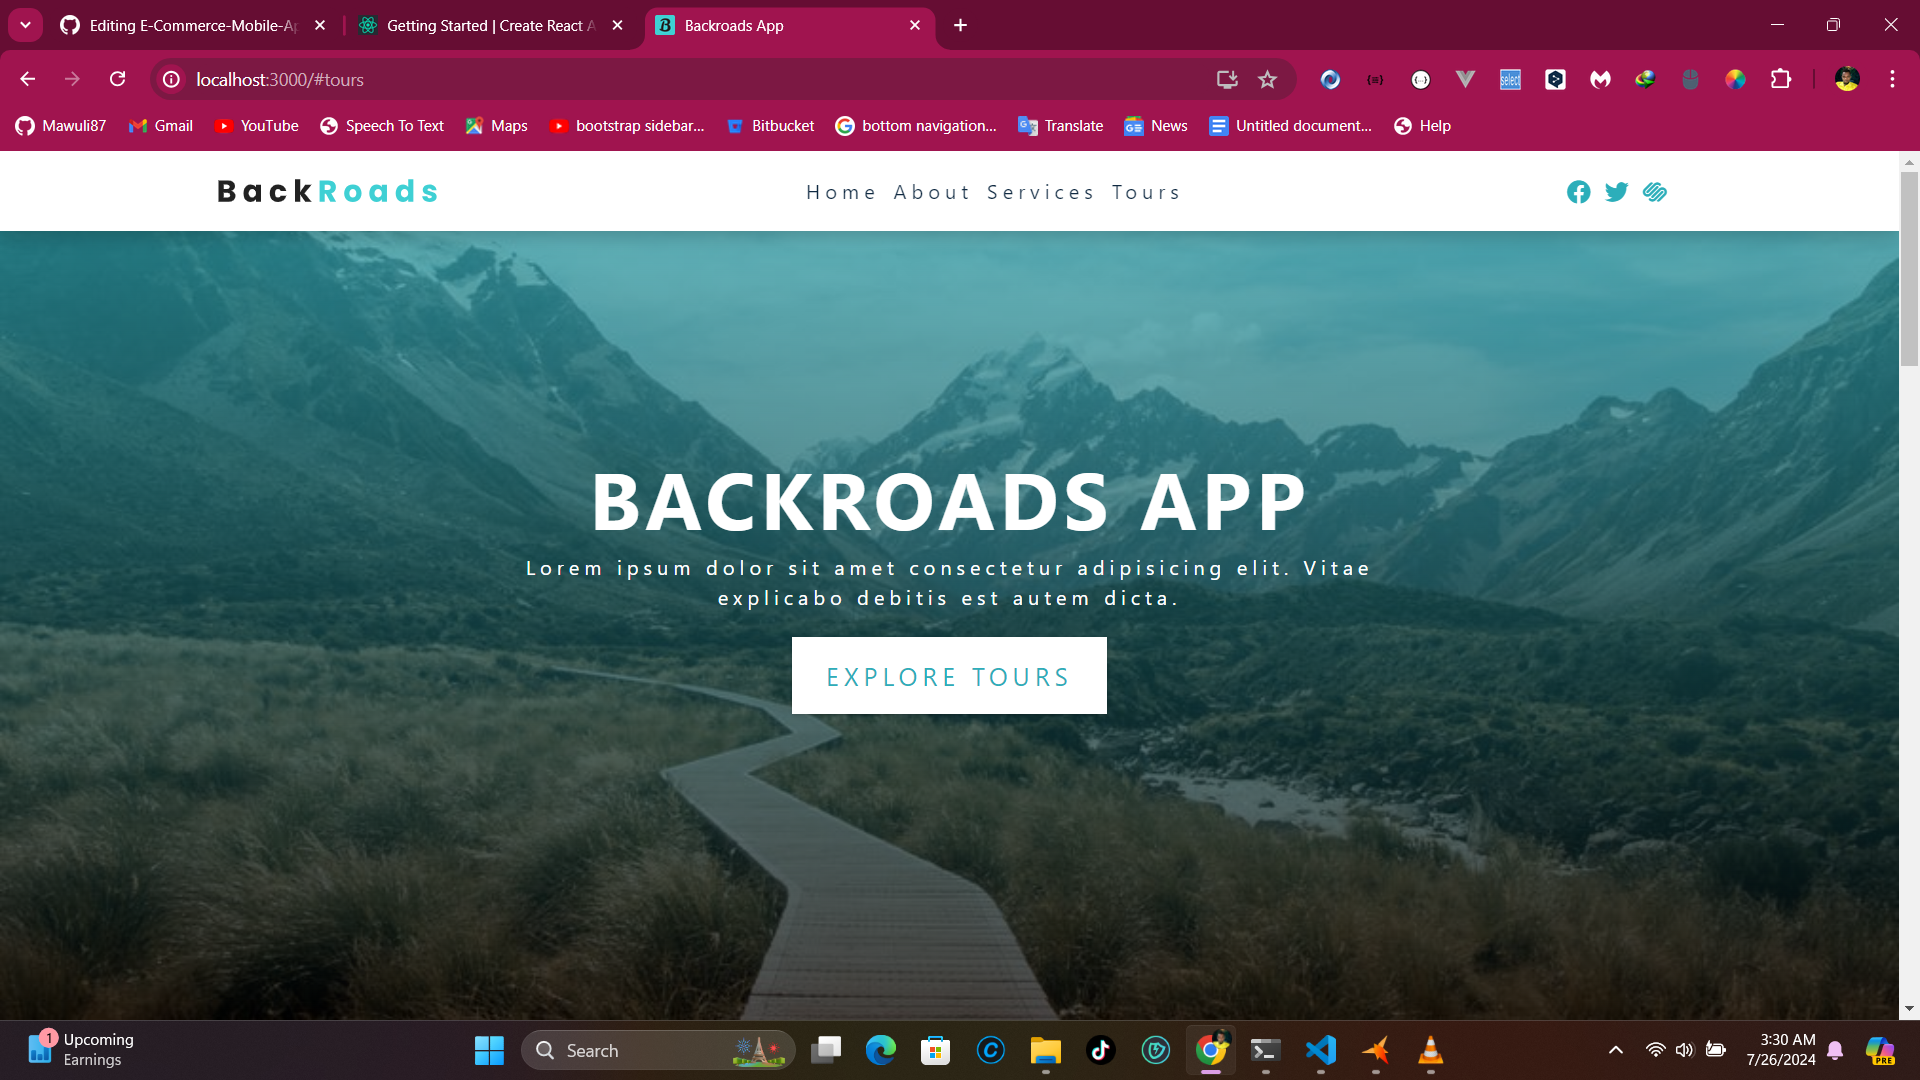 Editing E-Commerce-Mobile-Ap
Getting Started | Create React A
Backroads App
localhost:3000/#tours
Mawuli87
Gmail
YouTube
Speech To Text
Maps
bootstrap sidebar...
Bitbucket
bottom navigation...
Translate
News
Untitled document...
Help
BackRoads
Home About Services Tours
BACKROADS APP
Lorem ipsum dolor sit amet consectetur adipisicing elit. Vitae
explicabo debitis est autem dicta.
EXPLORE TOURS
1
Upcoming
Earnings
Search
3:30 AM
7/26/2024
PRE